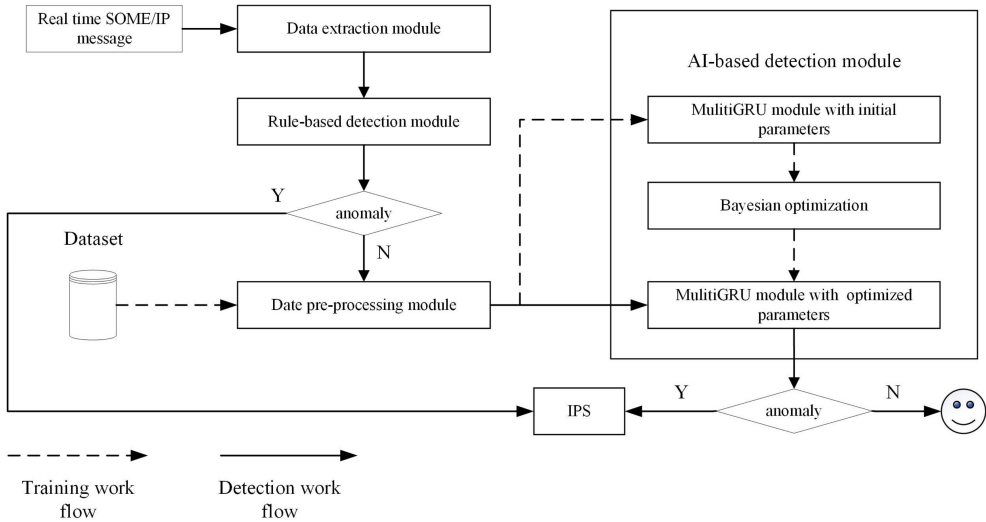 Real time SOME/IP
message
Data extraction module
AI-based detection module
Rule-based detection module
MulitiGRU module with initial
parameters
Y
anomaly
Bayesian optimization
Dataset
N
Date pre-processing module
MulitiGRU module with optimized
parameters
IPS
Y
anomaly
N
Training work
flow
Detection work
flow